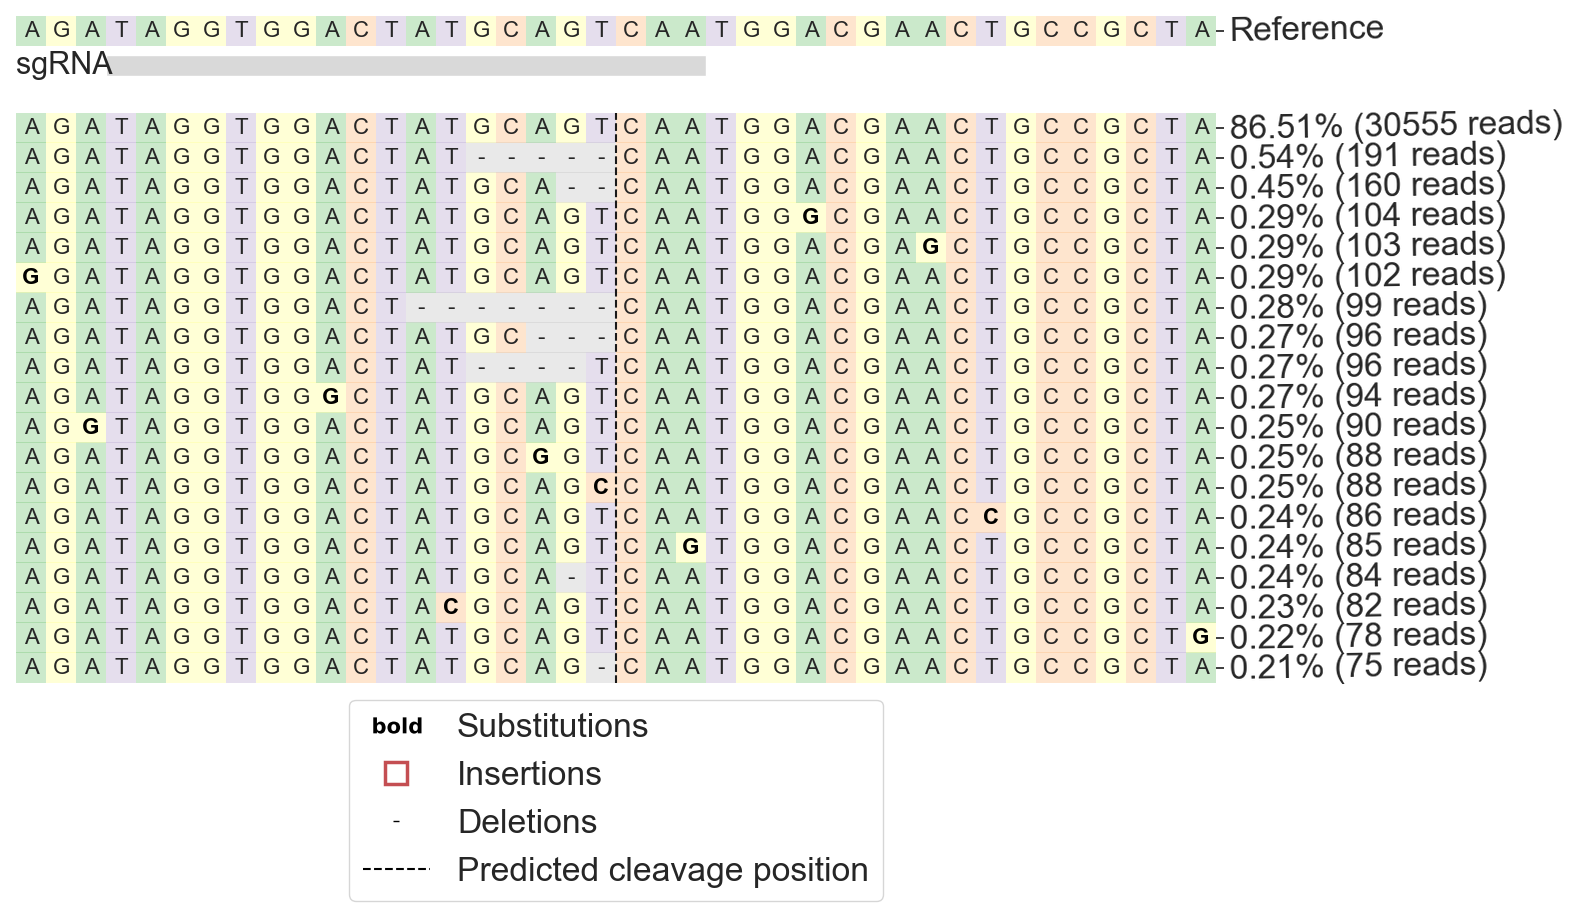 A G A T A G G T G G A C T A T G C A G T C A A T G G A C G A A C T G C C G C T A Reference
sgRNA
A G A T A G G T G G A C T A T G C A G T C A A T G G A C G A A C T G C C G C T A 86.51% (30555 reads)
A G A T A G G T G G A C T A T - - - - - C A A T G G A C G A A C T G C C G C T A 0.54% (191 reads)
A G A T A G G T G G A C T A T G C A - - C A A T G G A C G A A C T G C C G C T A 0.45% (160 reads)
A G A T A G G T G G A C T A T G C A G T C A A T G G G C G A A C T G C C G C T A 0.29% (104 reads)
A G A T A G G T G G A C T A T G C A G T C A A T G G A C G A G C T G C C G C T A 0.29% (103 reads)
G G A T A G G T G G A C T A T G C A G T C A A T G G A C G A A C T G C C G C T A 0.29% (102 reads)
A G A T A G G T G G A C T - - - - - - - C A A T G G A C G A A C T G C C G C T A 0.28% (99 reads)
A G A T A G G T G G A C T A T G C - - - C A A T G G A C G A A C T G C C G C T A 0.27% (96 reads)
A G A T A G G T G G A C T A T - - - - T C A A T G G A C G A A C T G C C G C T A 0.27% (96 reads)
A G A T A G G T G G G C T A T G C A G T C A A T G G A C G A A C T G C C G C T A 0.27% (94 reads)
A G G T A G G T G G A C T A T G C A G T C A A T G G A C G A A C T G C C G C T A 0.25% (90 reads)
A G A T A G G T G G A C T A T G C G G T C A A T G G A C G A A C T G C C G C T A 0.25% (88 reads)
A G A T A G G T G G A C T A T G C A G C C A A T G G A C G A A C T G C C G C T A 0.25% (88 reads)
A G A T A G G T G G A C T A T G C A G T C A A T G G A C G A A C C G C C G C T A 0.24% (86 reads)
A G A T A G G T G G A C T A T G C A G T C A G T G G A C G A A C T G C C G C T A 0.24% (85 reads)
A G A T A G G T G G A C T A T G C A - T C A A T G G A C G A A C T G C C G C T A 0.24% (84 reads)
A G A T A G G T G G A C T A C G C A G T C A A T G G A C G A A C T G C C G C T A 0.23% (82 reads)
A G A T A G G T G G A C T A T G C A G T C A A T G G A C G A A C T G C C G C T G 0.22% (78 reads)
A G A T A G G T G G A C T A T G C A G - C A A T G G A C G A A C T G C C G C T A 0.21% (75 reads)
bold Substitutions
Insertions
- Deletions
Predicted cleavage position